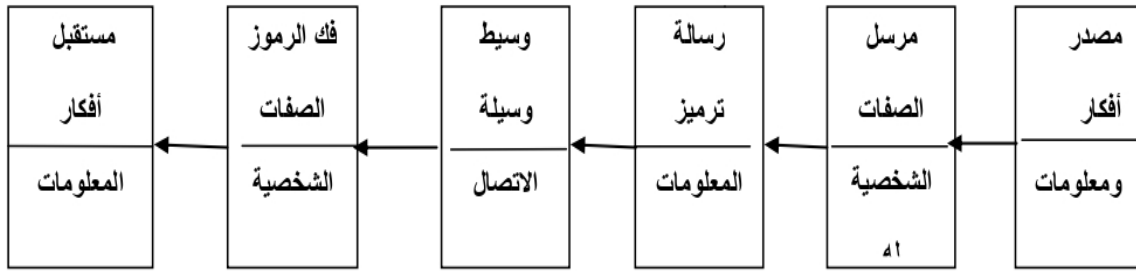 مصدر
أفكار
ومعلومات
مرسل
الصفات
الشخصية
له
رسالة
ترميز
المعلومات
وسيط
وسيلة
الاتصال
فك الرموز
الصفات
الشخصية
مستقبل
أفكار
المعلومات